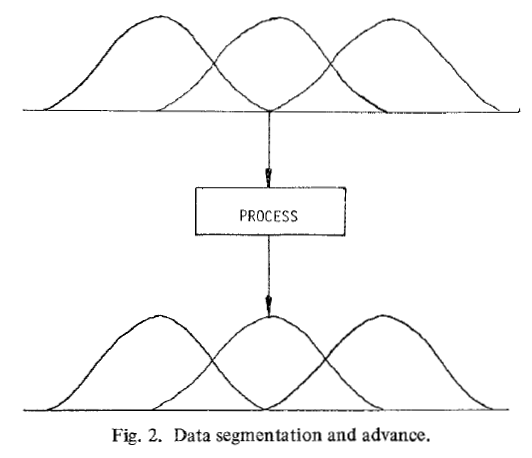 PROCESS
Fig. 2. Data segmentation and advance.